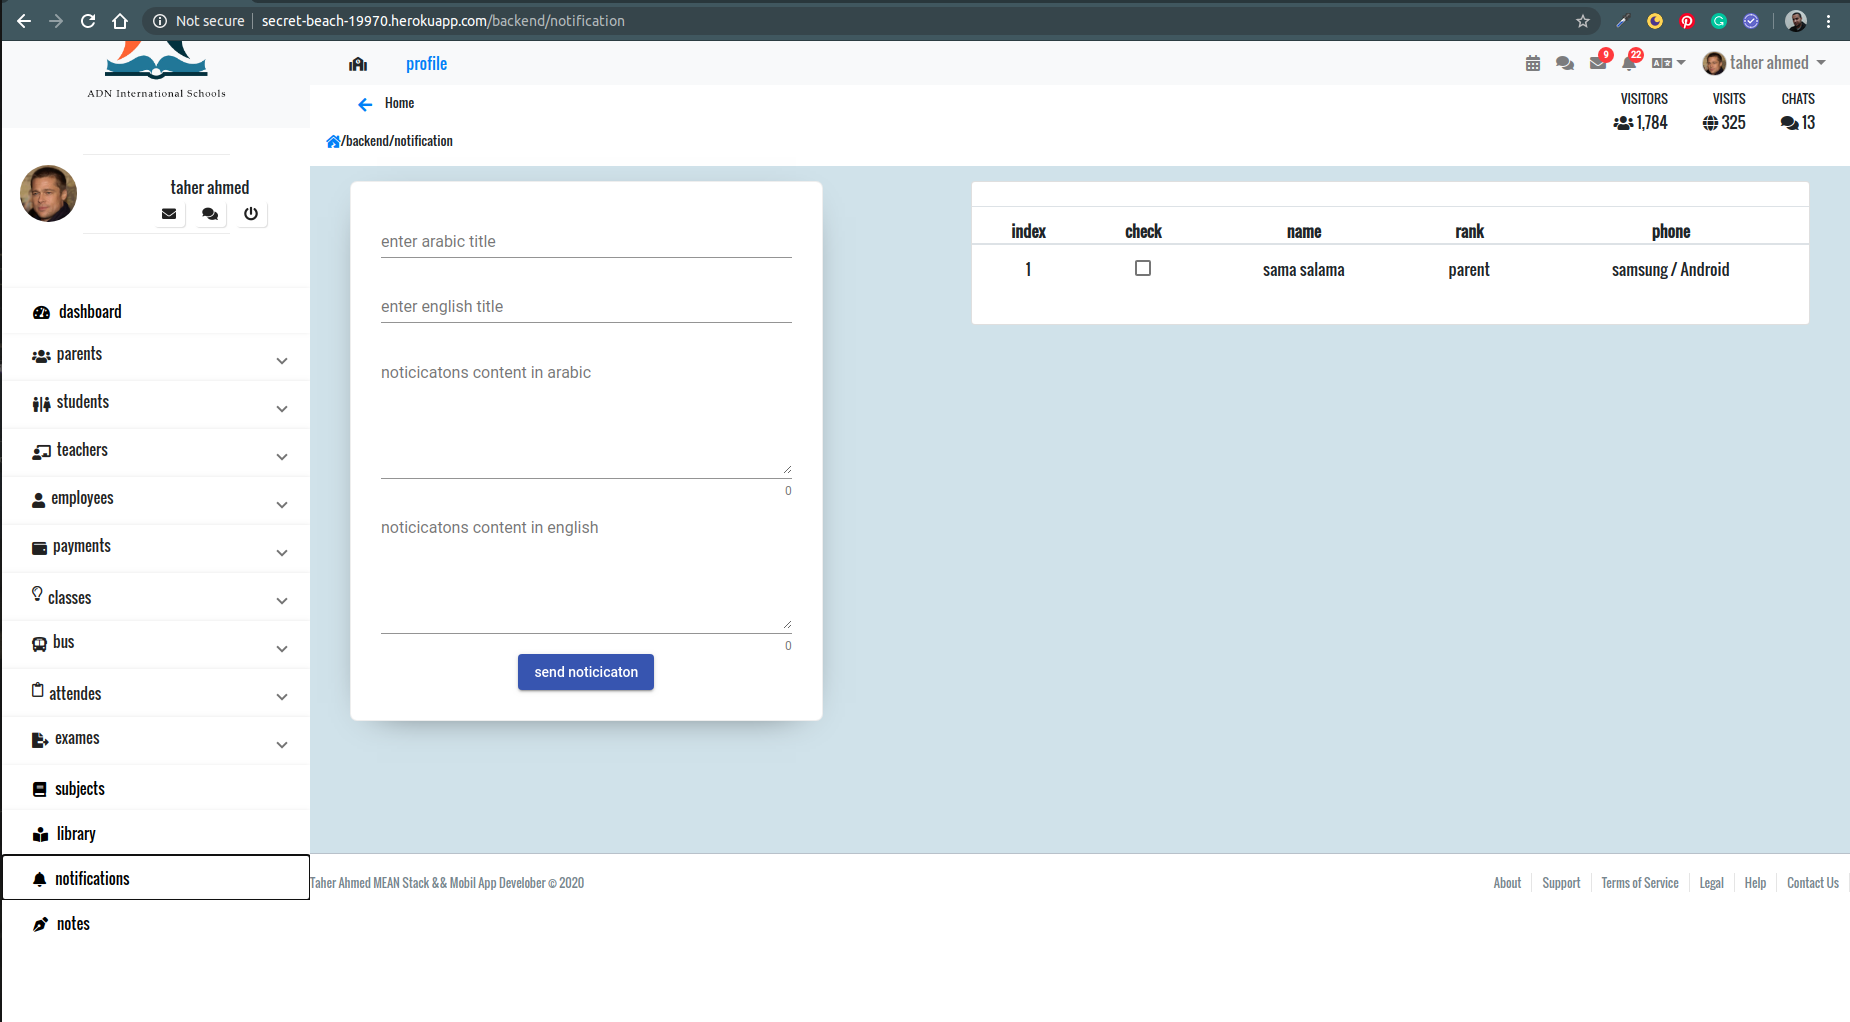 Not secure
secret-beach-19970.herokuapp.com/backend/notification
ADN International Schools
profile
9
22
taher ahmed
Home
VISITORS
1,784
VISITS
325
CHATS
13
/backend/notification
taher ahmed
dashboard
parents
students
teachers
employees
payments
classes
bus
attendes
exames
subjects
library
notifications
notes
enter arabic title
enter english title
noticicatons content in arabic
0
noticicatons content in english
0
send noticicaton
index check name rank phone
1 sama salama parent samsung / Android
Taher Ahmed MEAN Stack && Mobil App Develober © 2020
About Support Terms of Service Legal Help Contact Us